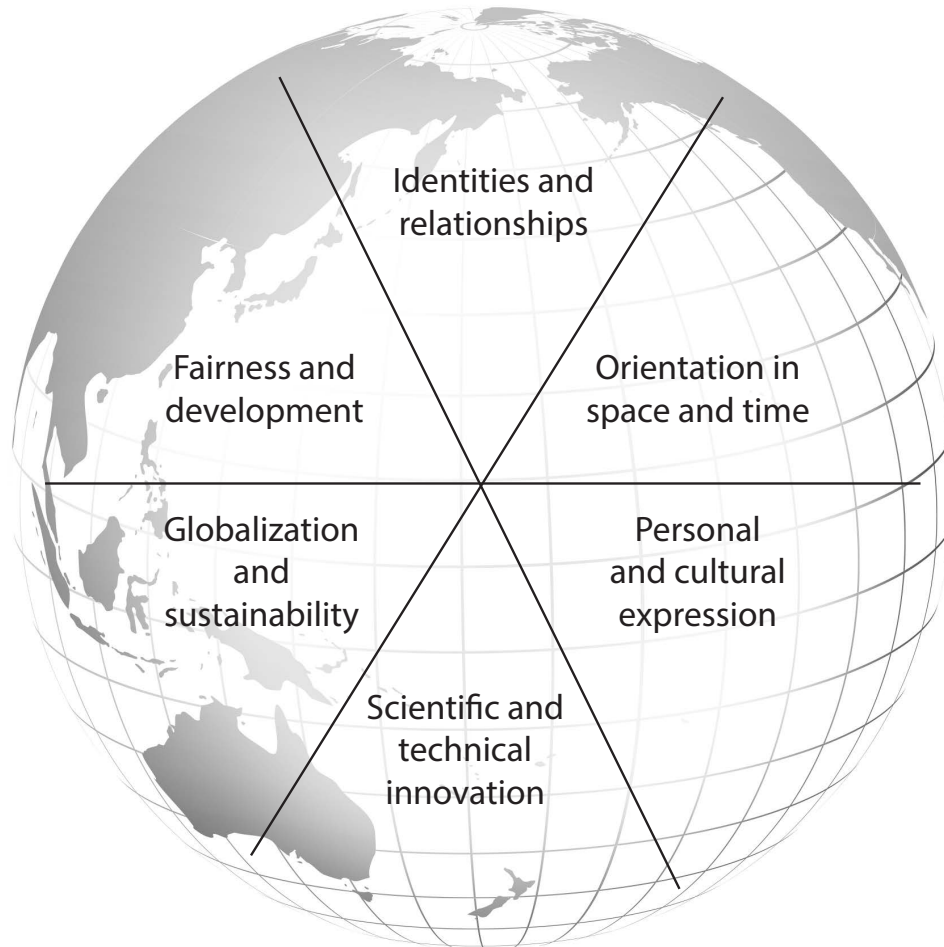 Identities and
relationships
Fairness and
development
Orientation in
space and time
Globalization
and
sustainability
Personal
and cultural
expression
Scientific and
technical
innovation